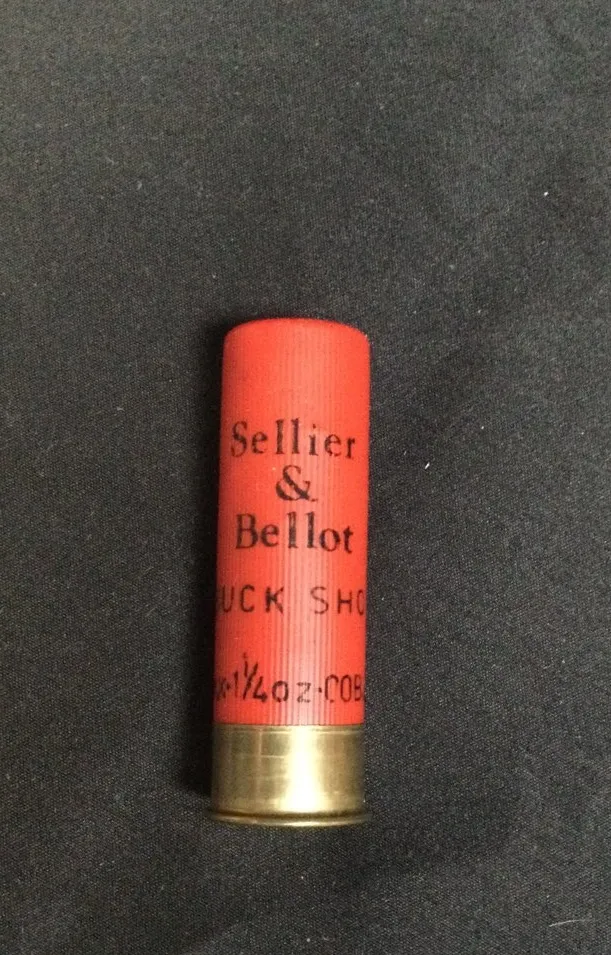 Sellier
&
Bellot
UCK SHO
1¼oz·COB